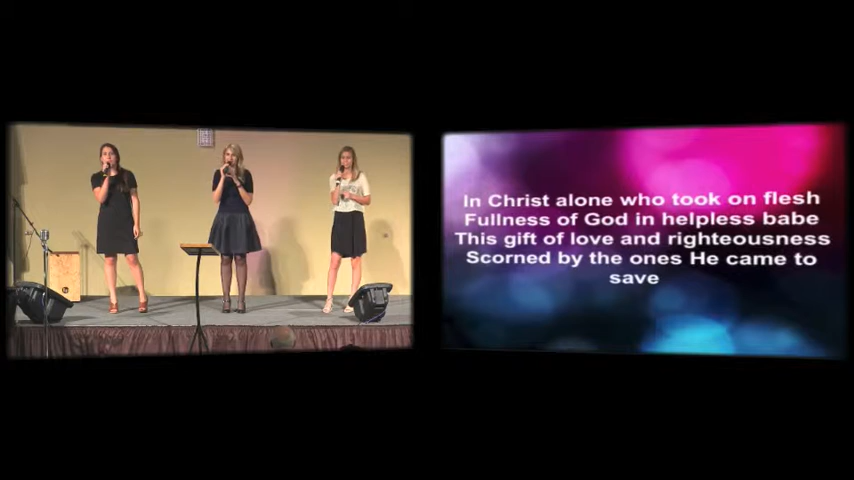 In Christ alone who took on flesh
Fullness of God in helpless babe
This gift of love and righteousness
Scorned by the ones He came to
save